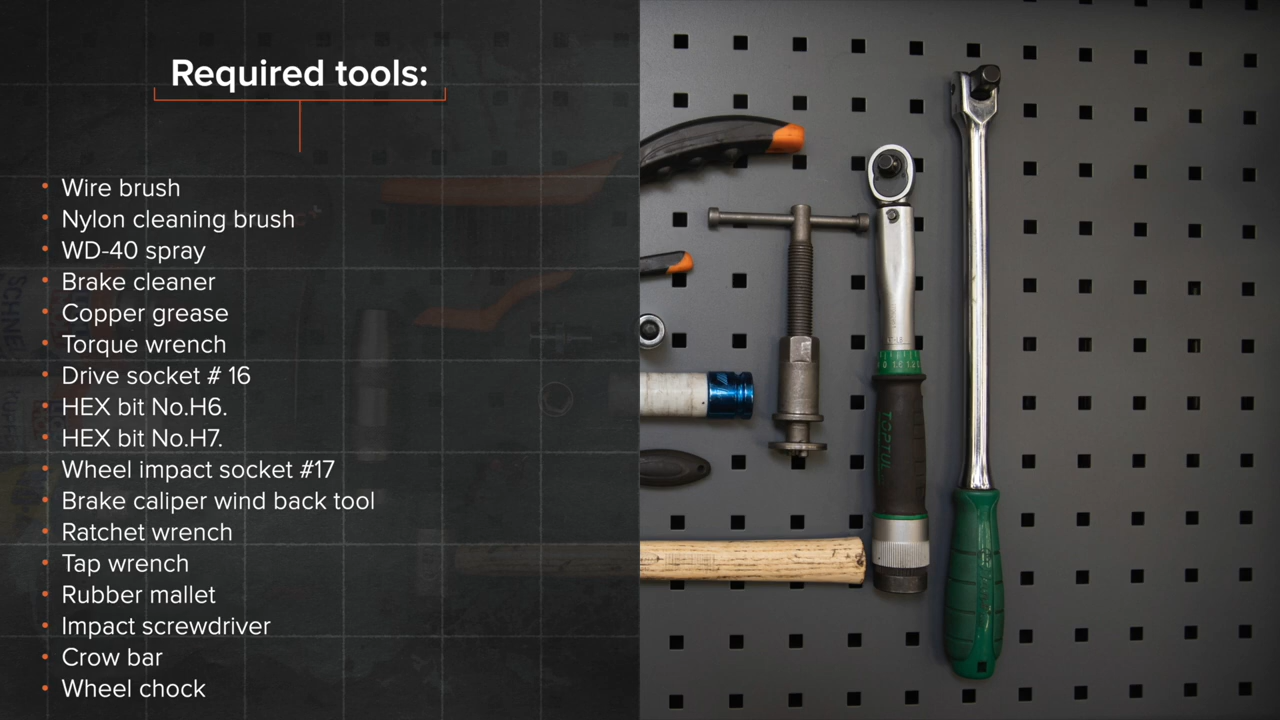 Required tools:
• Wire brush
• Nylon cleaning brush
• WD-40 spray
• Brake cleaner
• Copper grease
• Torque wrench
• Drive socket # 16
• HEX bit No.H6.
• HEX bit No.H7.
• Wheel impact socket #17
• Brake caliper wind back tool
• Ratchet wrench
• Tap wrench
• Rubber mallet
• Impact screwdriver
• Crow bar
• Wheel chock
TOPTUL